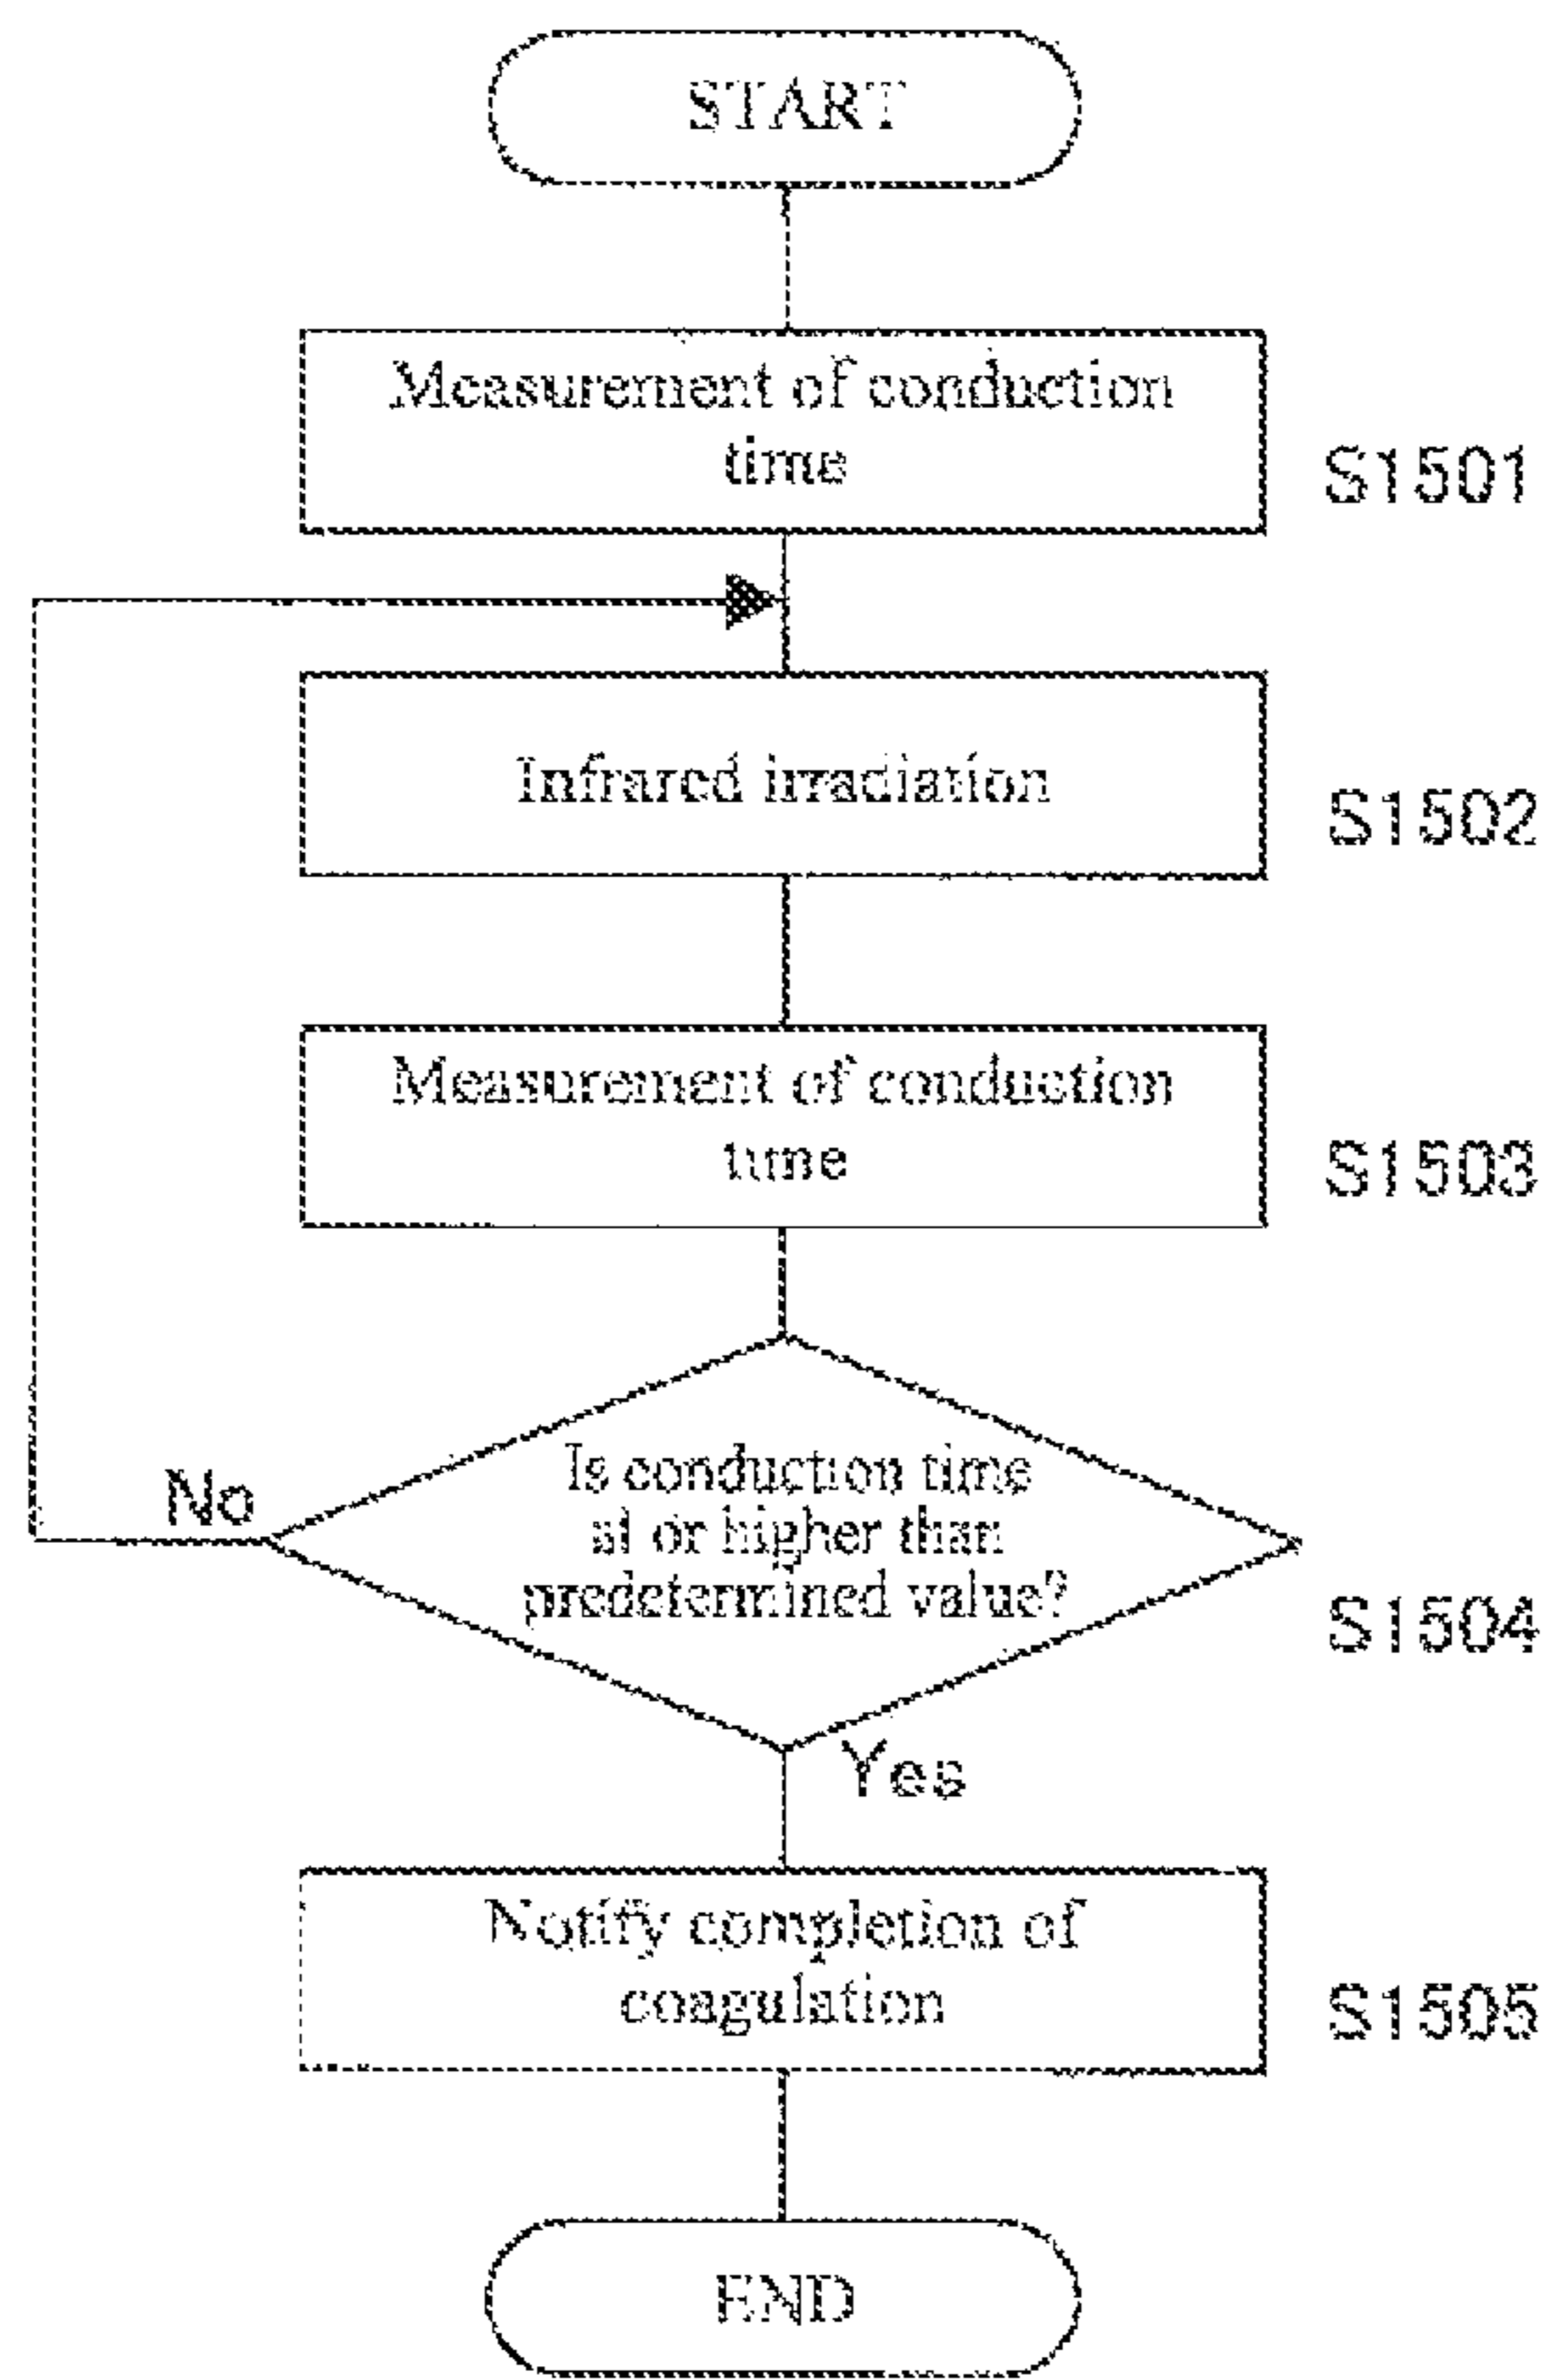 START
Measurement of conduction
time
S1501
Infrared irradiation
S1502
Measurement of conduction
time
S1503
Is conduction time
at or higher than
predetermined value?
No
S1504
Yes
Notify completion of
coagulation
S1505
END